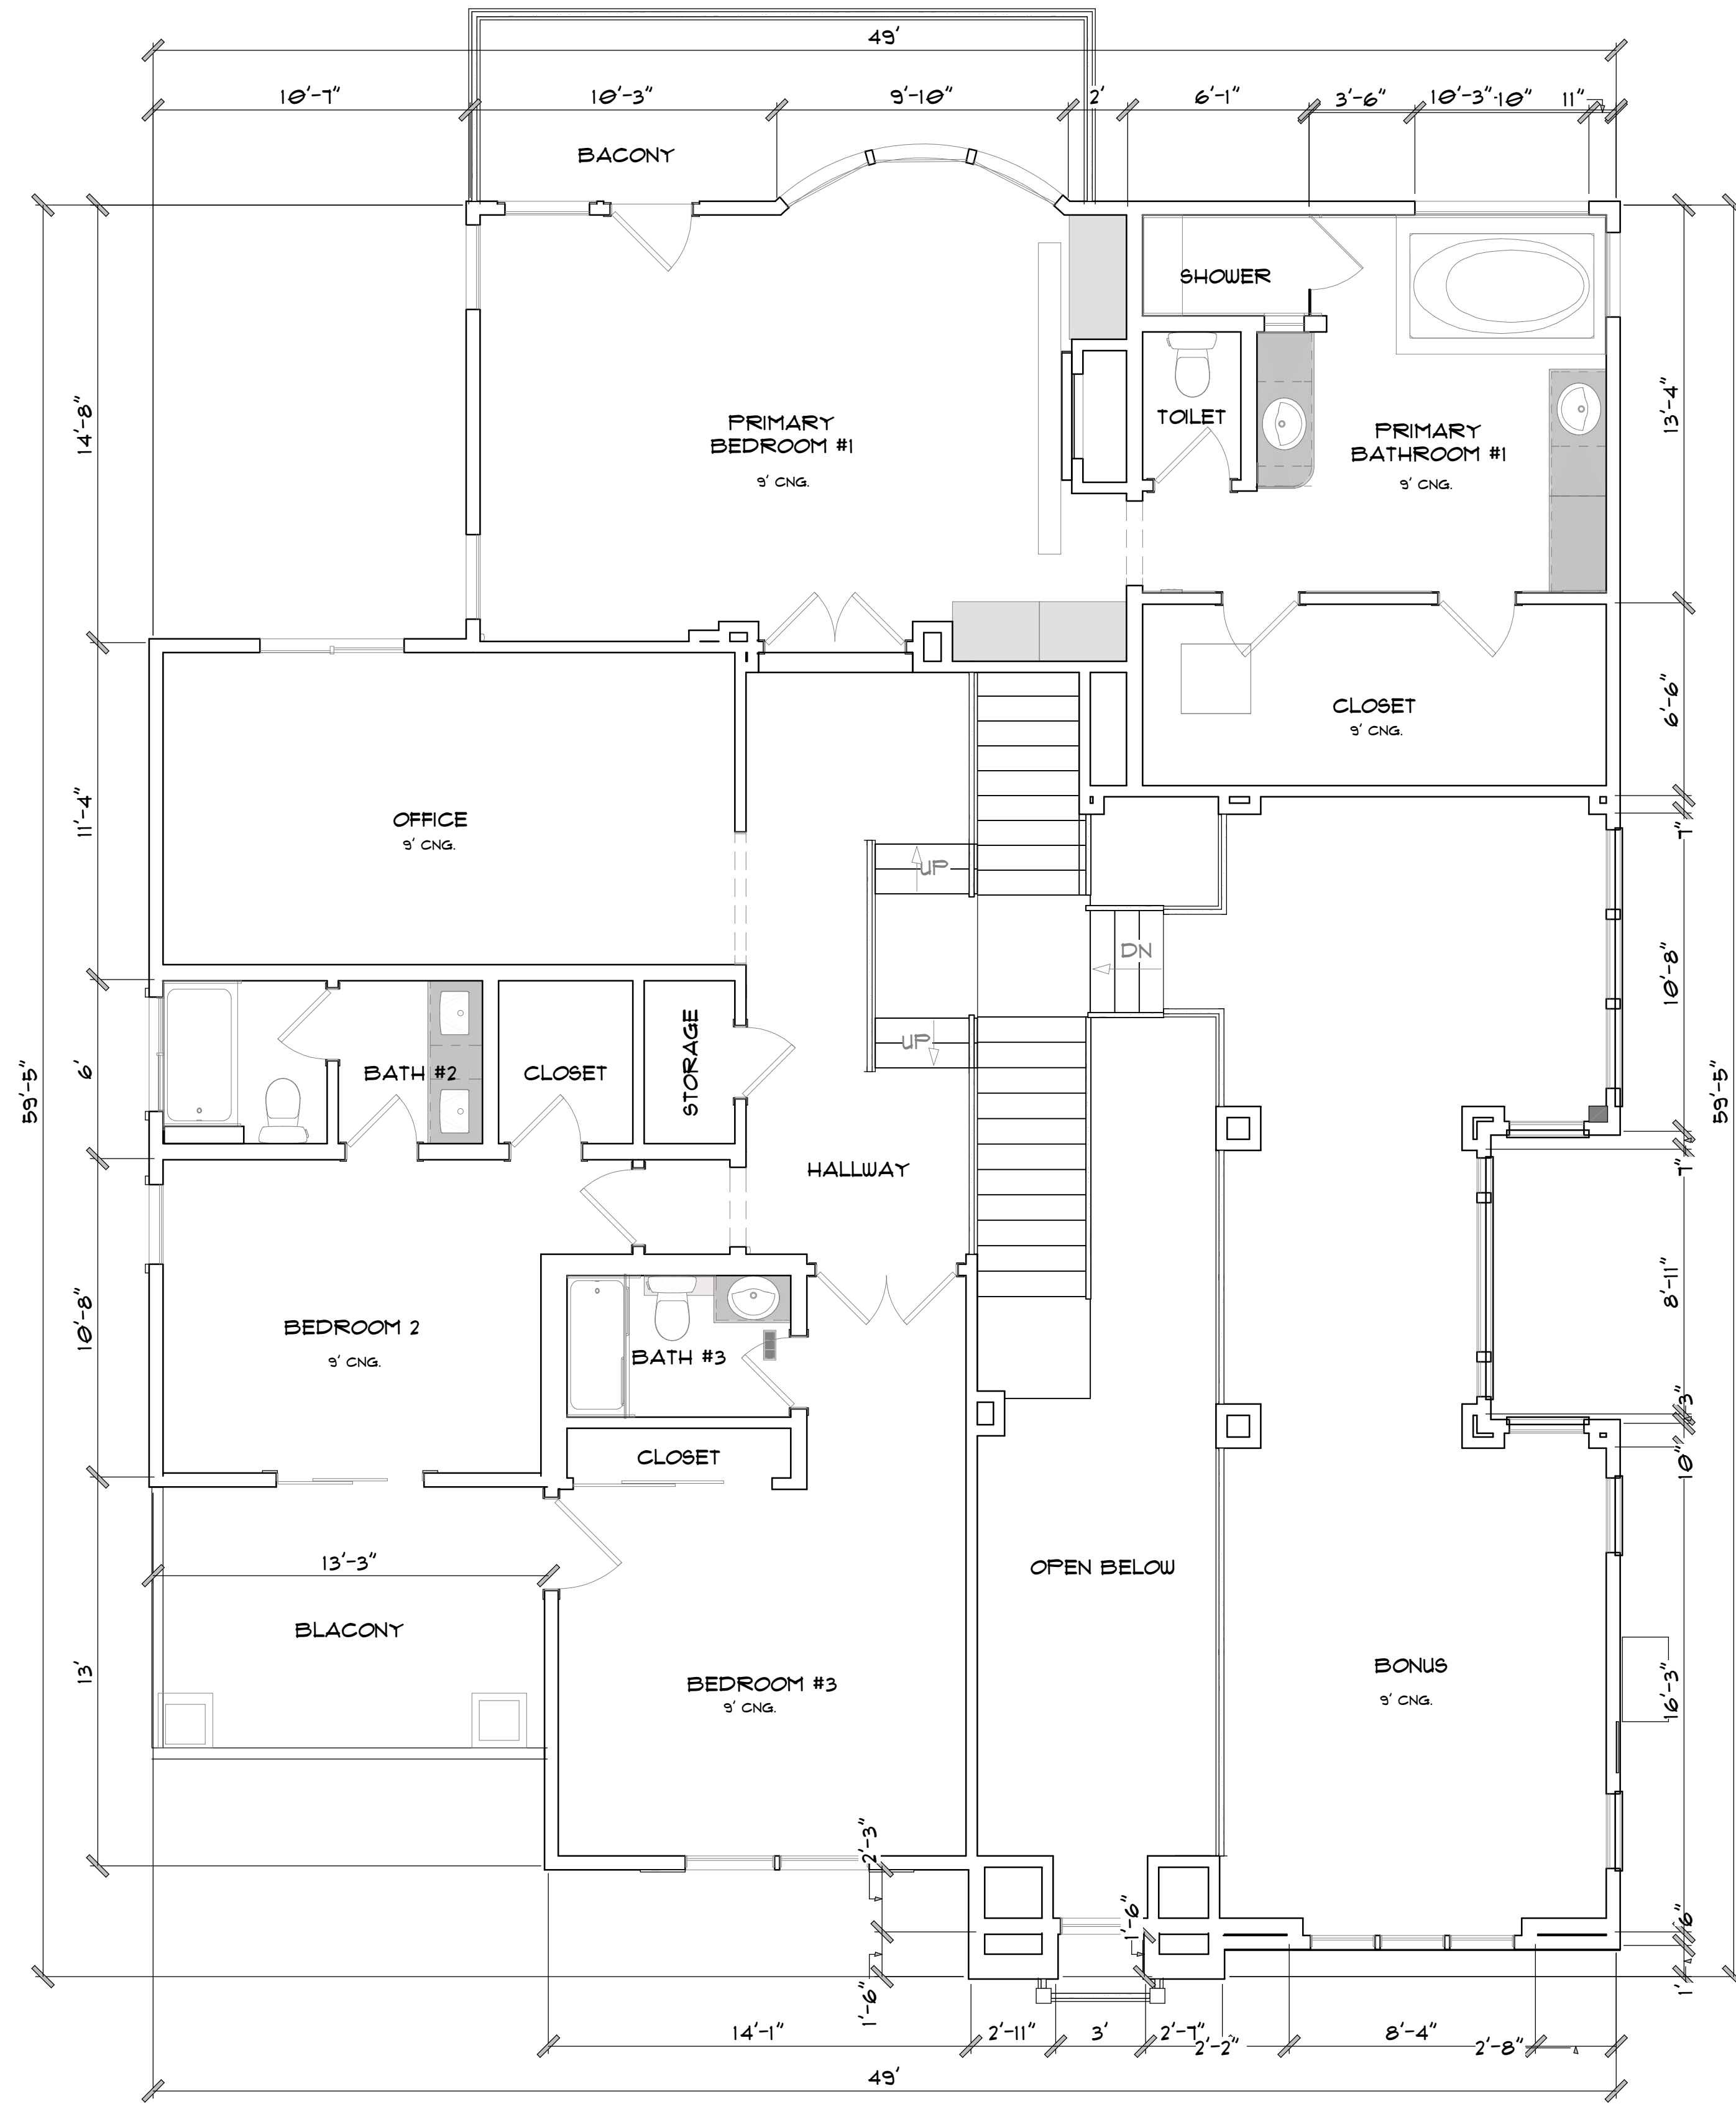 49'
10'-7"
10'-3"
9'-10"
2'
6'-1"
3'-6"
10'-3"
10"
11"
BACONY
SHOWER
14'-8"
PRIMARY
BEDROOM #1
9' CNG.
TOILET
PRIMARY
BATHROOM #1
9' CNG.
13'-4"
CLOSET
9' CNG.
6'-6"
OFFICE
9' CNG.
11'-4"
7"
UP
DN
10'-8"
UP
59'-5"
6'
BATH #2
CLOSET
STORAGE
59'-5"
HALLWAY
7"
8'-11"
10'-8"
BEDROOM 2
9' CNG.
BATH #3
3"
CLOSET
10"
13'-3"
OPEN BELOW
BLACONY
13'
BEDROOM #3
9' CNG.
BONUS
9' CNG.
16'-3"
2'-3"
1'-6"
6"
1'-6"
1'
14'-1"
2'-11"
3'
2'-7"
2'-2"
8'-4"
2'-8"
49'